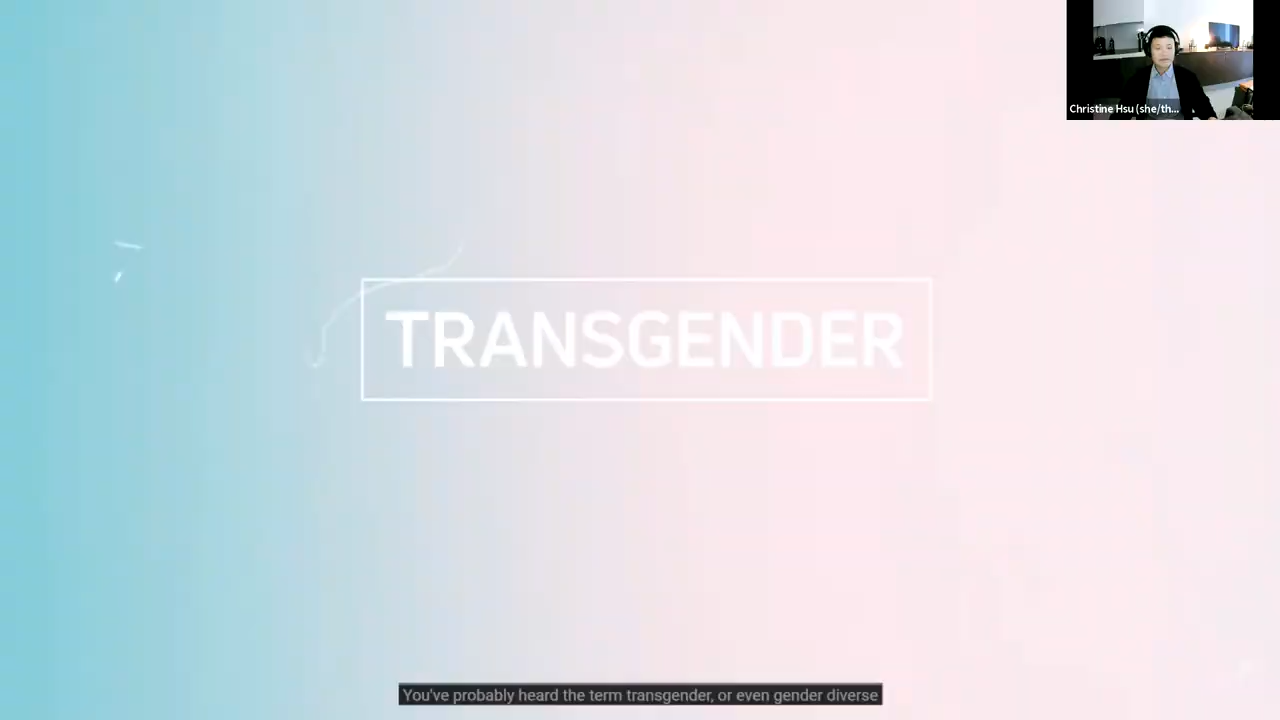 Christine Hsu (she/th...
TRANSGENDER
You've probably heard the term transgender, or even gender diverse